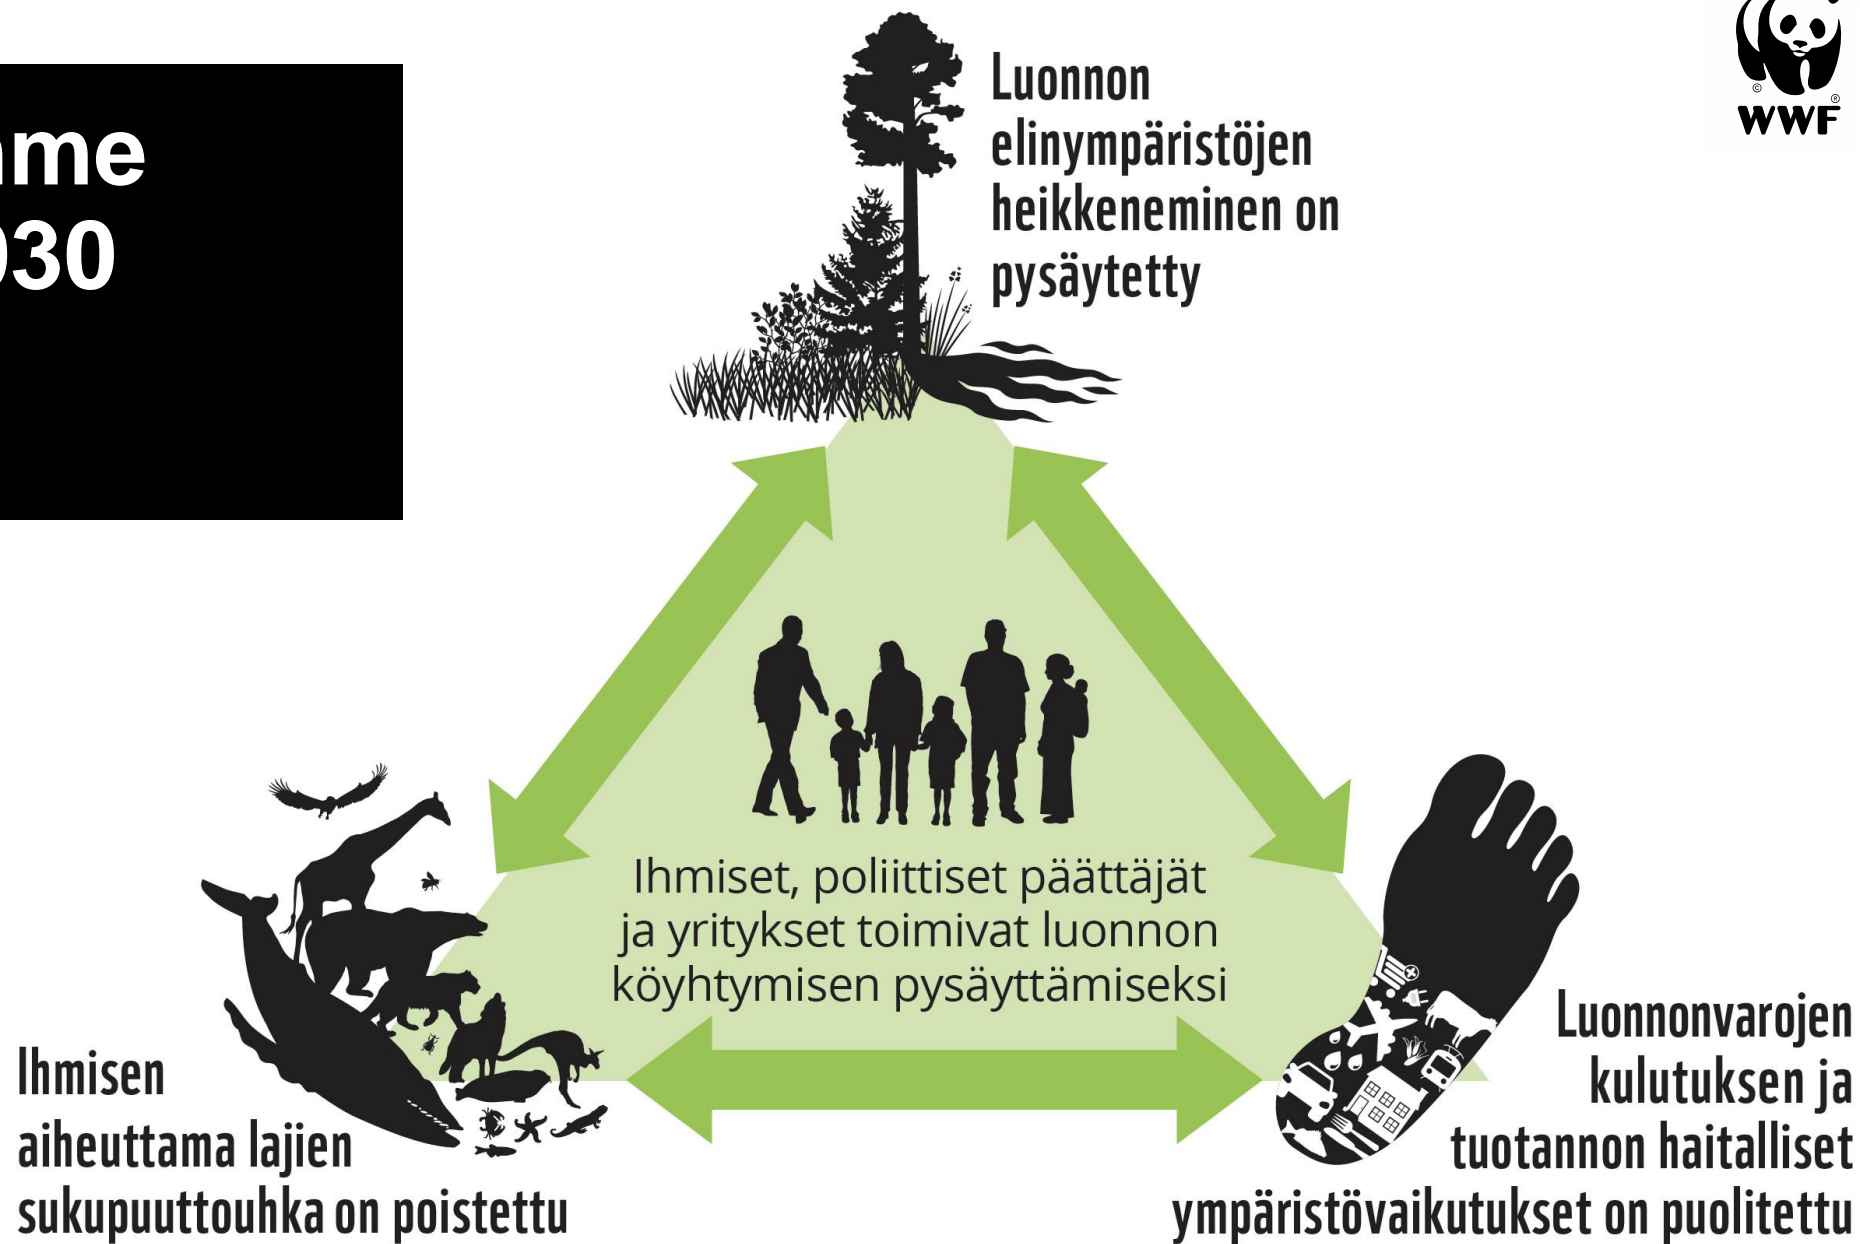 030
Luonnon
elinympäristöjen
heikkeneminen on
pysäytetty
© ®
WWF
Ihmiset, poliittiset päättäjät
ja yritykset toimivat luonnon
köyhtymisen pysäyttämiseksi
Ihmisen
aiheuttama lajien
sukupuuttouhka on poistettu
Luonnonvarojen
kulutuksen ja
tuotannon haitalliset
ympäristövaikutukset on puolitettu